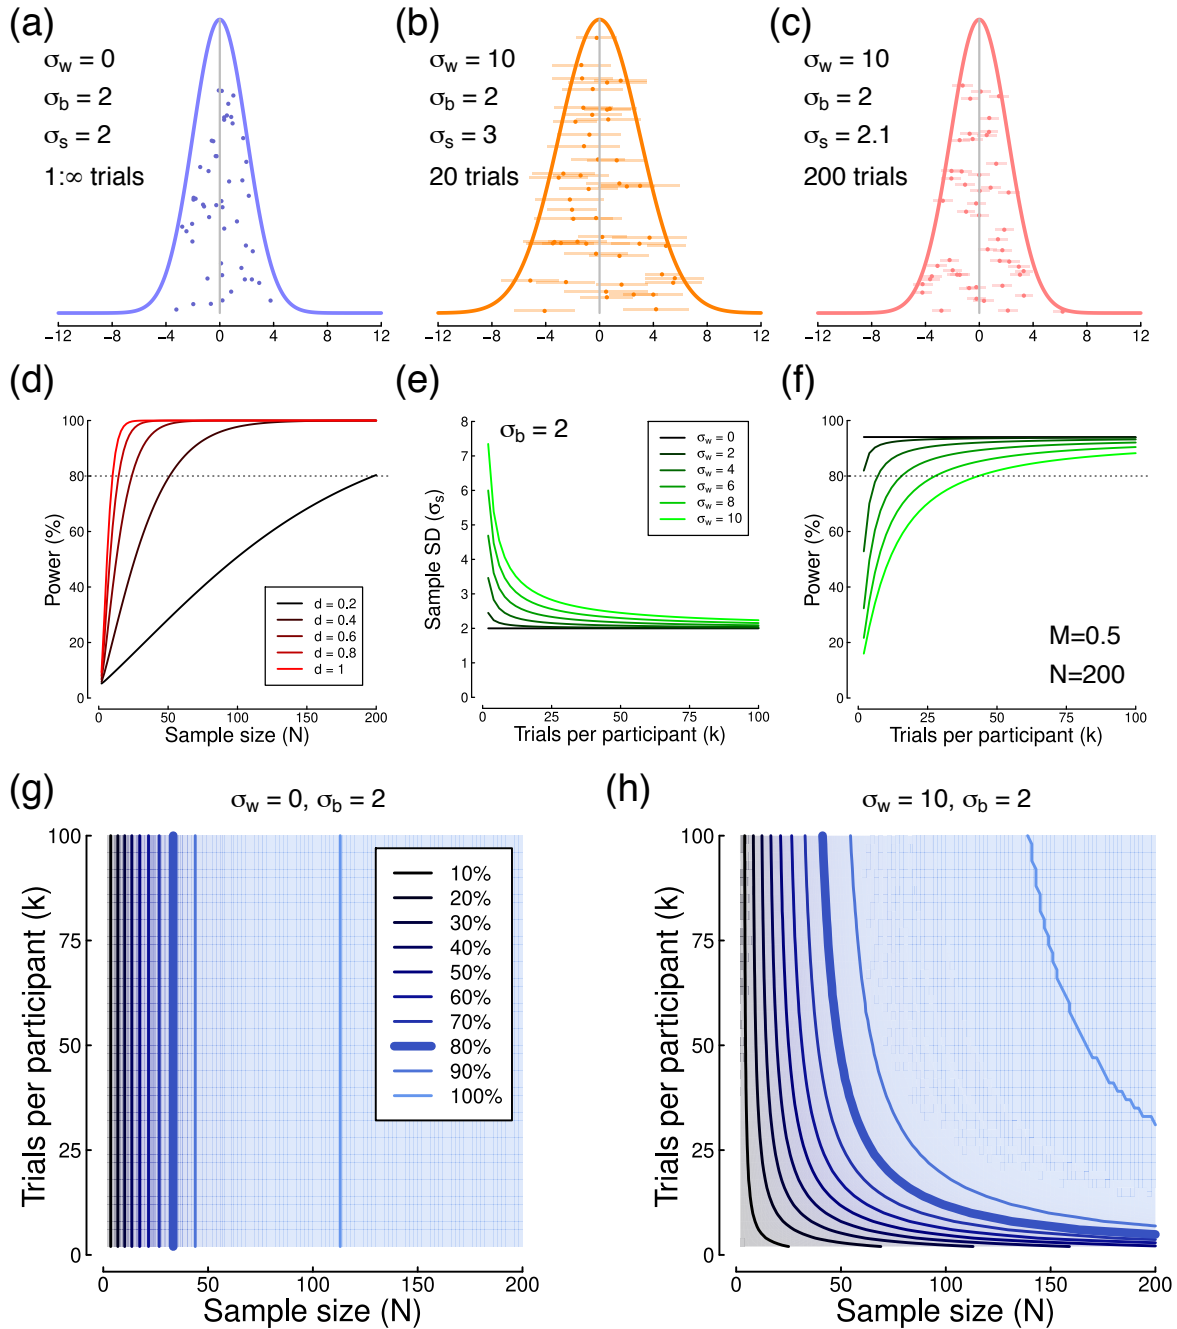 (a)
σw = 0
σb = 2
σs = 2
1:∞ trials
−12 −8 −4 0 4 8 12
(b)
σw = 10
σb = 2
σs = 3
20 trials
−12 −8 −4 0 4 8 12
(c)
σw = 10
σb = 2
σs = 2.1
200 trials
−12 −8 −4 0 4 8 12
(d)
Power (%)
100
80
60
40
20
0
d = 0.2
d = 0.4
d = 0.6
d = 0.8
d = 1
0 50 100 150 200
Sample size (N)
(e)
Sample SD (σs)
8
7
6
5
4
3
2
1
0
σb = 2
σw = 0
σw = 2
σw = 4
σw = 6
σw = 8
σw = 10
0 25 50 75 100
Trials per participant (k)
(f)
Power (%)
100
80
60
40
20
0
M=0.5
N=200
0 25 50 75 100
Trials per participant (k)
(g)
σw = 0, σb = 2
Trials per participant (k)
100
75
50
25
0
10%
20%
30%
40%
50%
60%
70%
80%
90%
100%
0 50 100 150 200
Sample size (N)
(h)
σw = 10, σb = 2
Trials per participant (k)
100
75
50
25
0
0 50 100 150 200
Sample size (N)